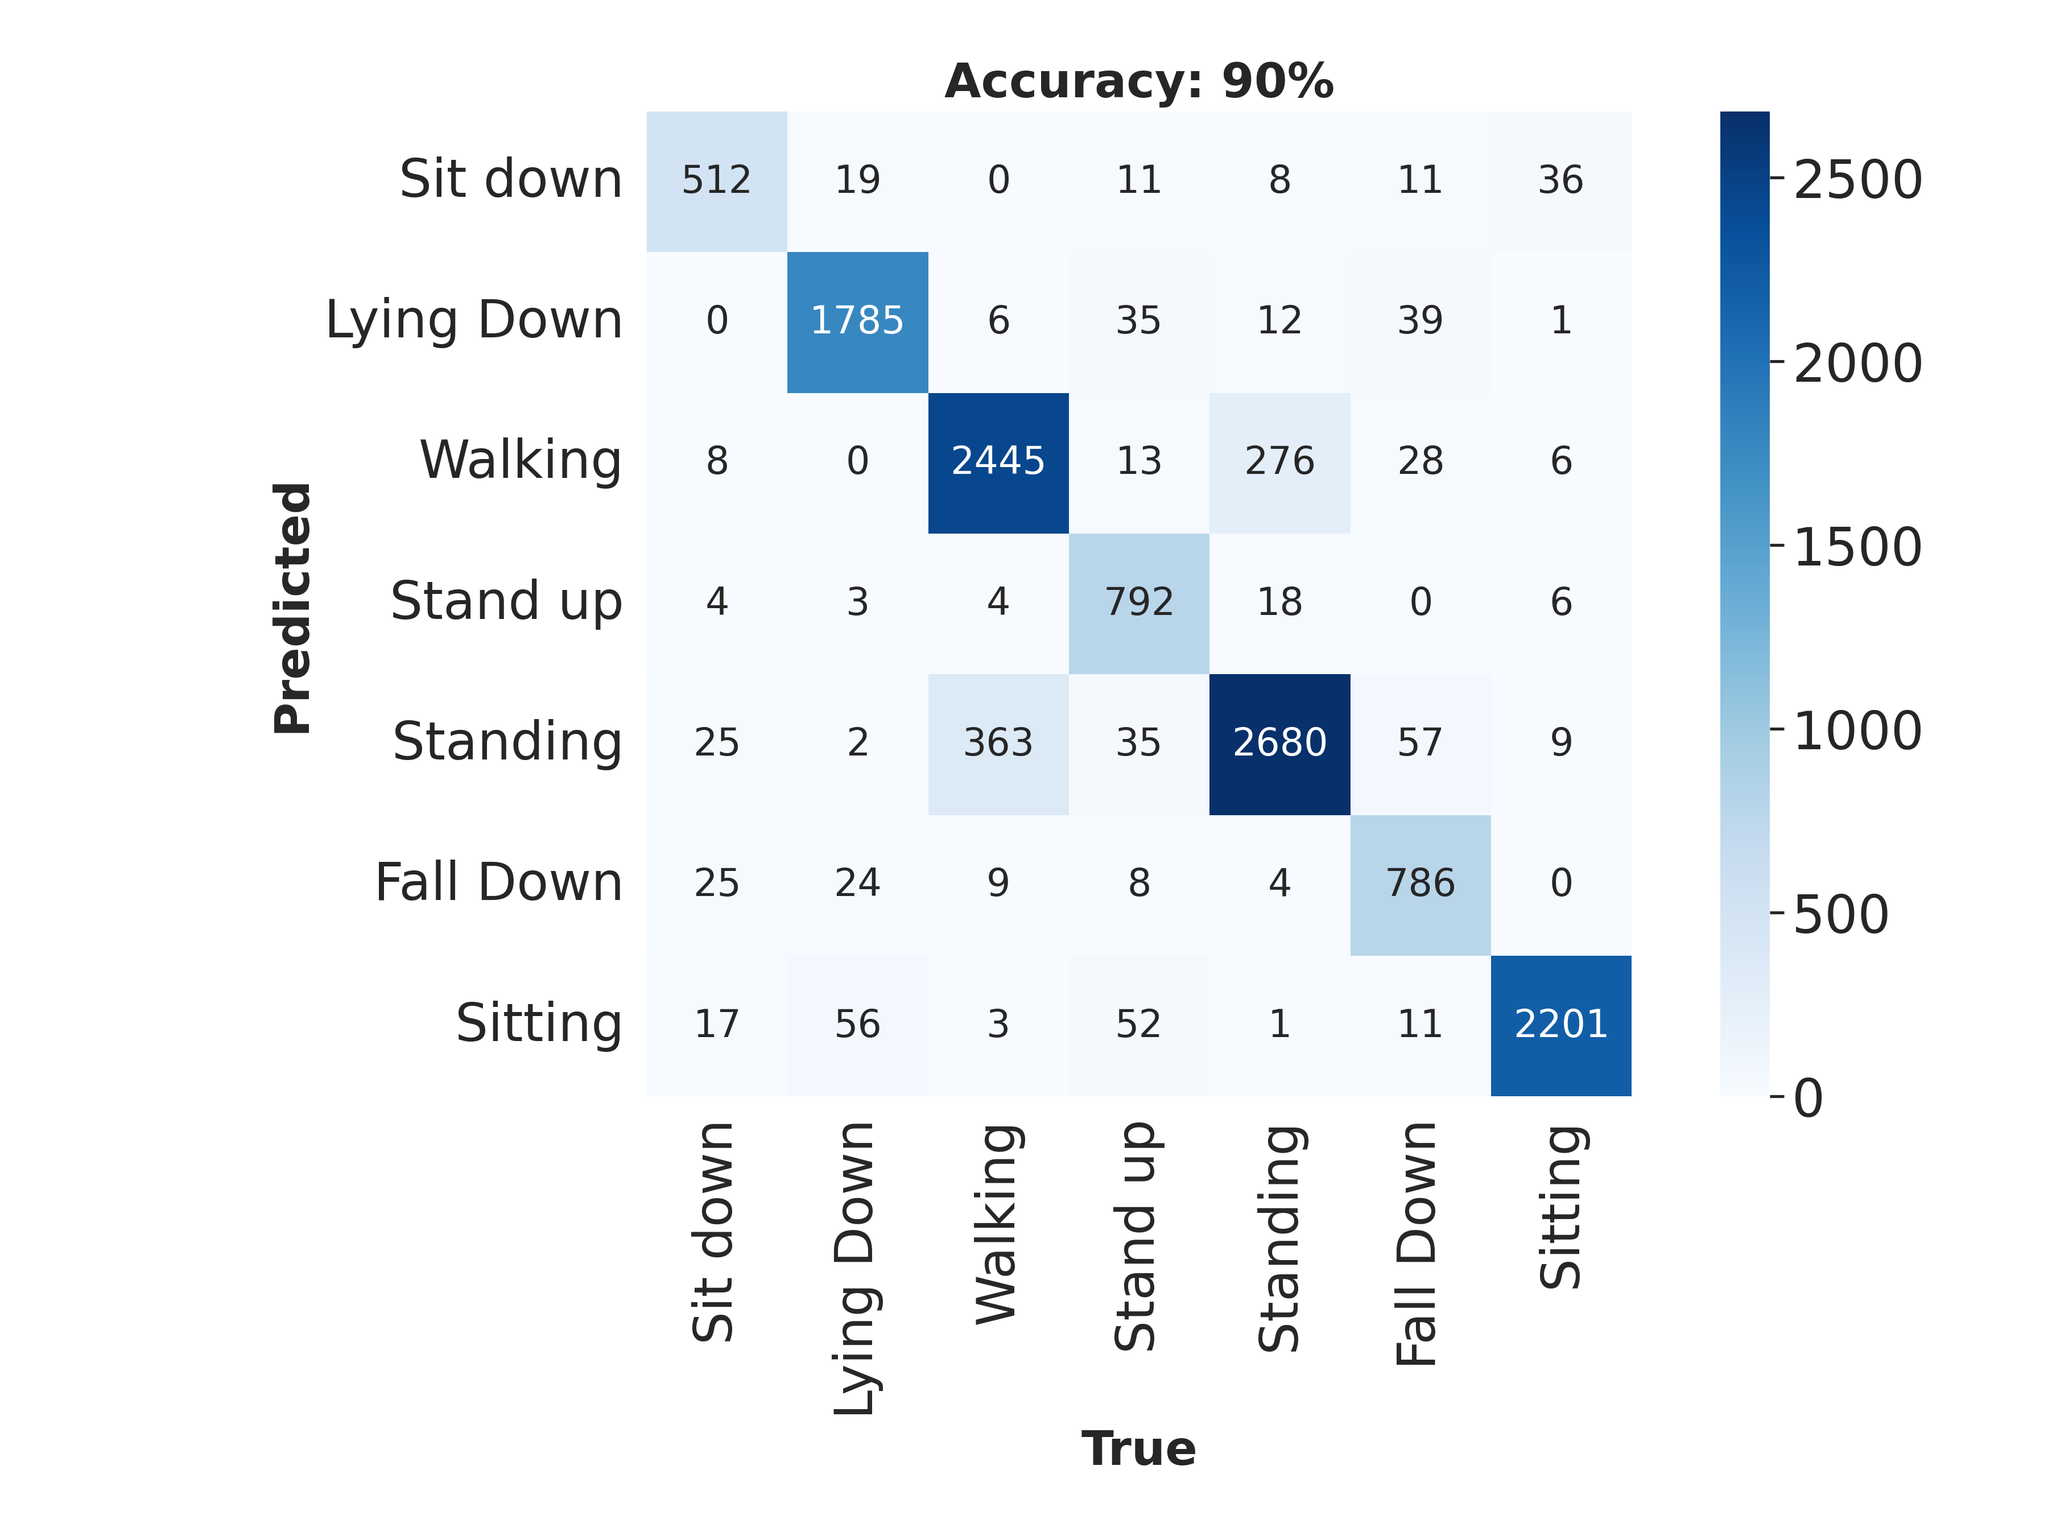 Accuracy: 90%
Sit down 512 19 0 11 8 11 36
Lying Down 0 1785 6 35 12 39 1
Walking 8 0 2445 13 276 28 6
Stand up 4 3 4 792 18 0 6
Standing 25 2 363 35 2680 57 9
Fall Down 25 24 9 8 4 786 0
Sitting 17 56 3 52 1 11 2201
Predicted
Sit down
Lying Down
Walking
Stand up
Standing
Fall Down
Sitting
True
2500
2000
1500
1000
500
0